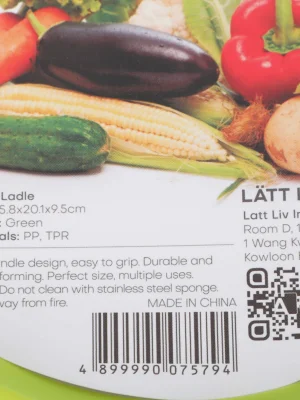 Ladle
5.8x20.1x9.5cm
: Green
als: PP, TPR
ndle design, easy to grip. Durable and
forming. Perfect size, multiple uses.
Do not clean with stainless steel sponge.
way from fire.
MADE IN CHINA
LÄTT
Latt Liv In
Room D, 1
1 Wang Kw
Kowloon B
4 899990 075794